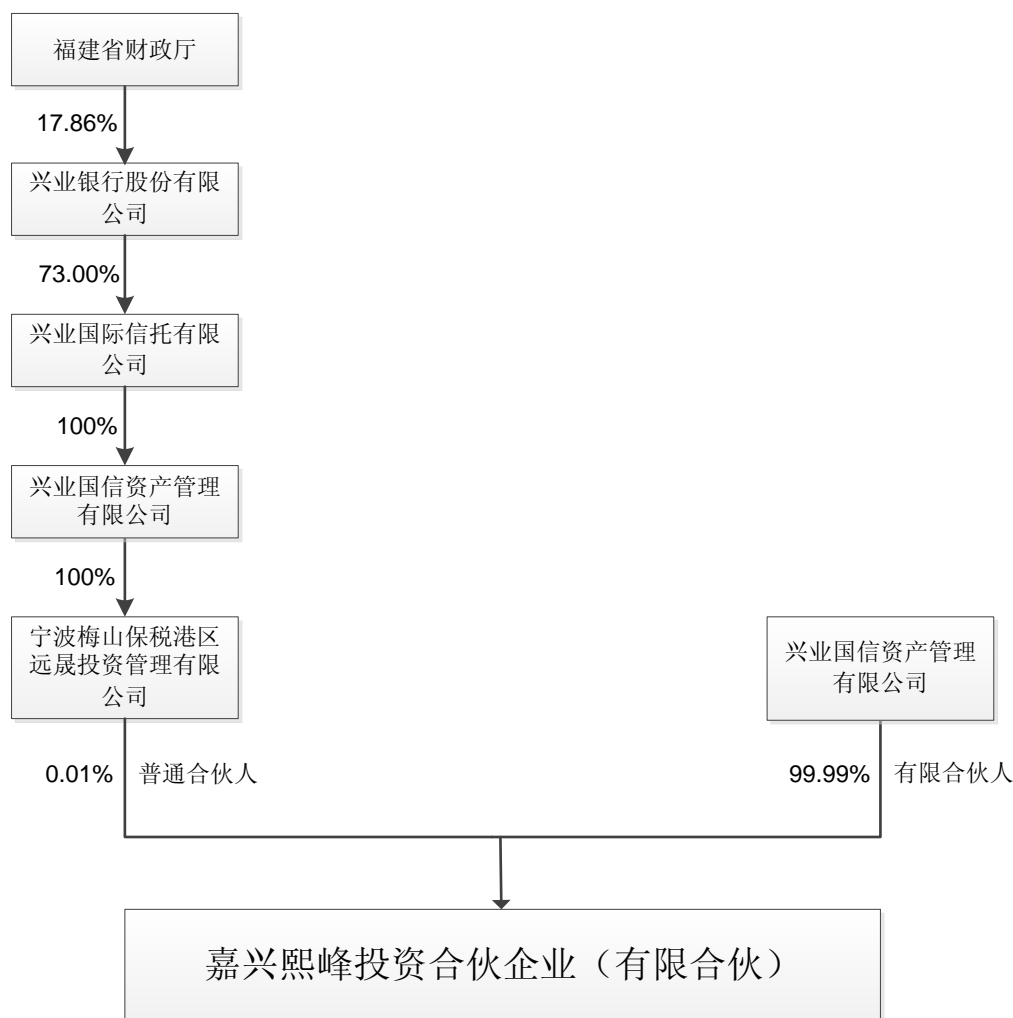 福建省财政厅
17.86%
兴业银行股份有限
公司
73.00%
兴业国际信托有限
公司
100%
兴业国信资产管理
有限公司
100%
宁波梅山保税港区
远晟投资管理有限
公司
兴业国信资产管理
有限公司
0.01%
普通合伙人
99.99%
有限合伙人
嘉兴熙峰投资合伙企业（有限合伙）